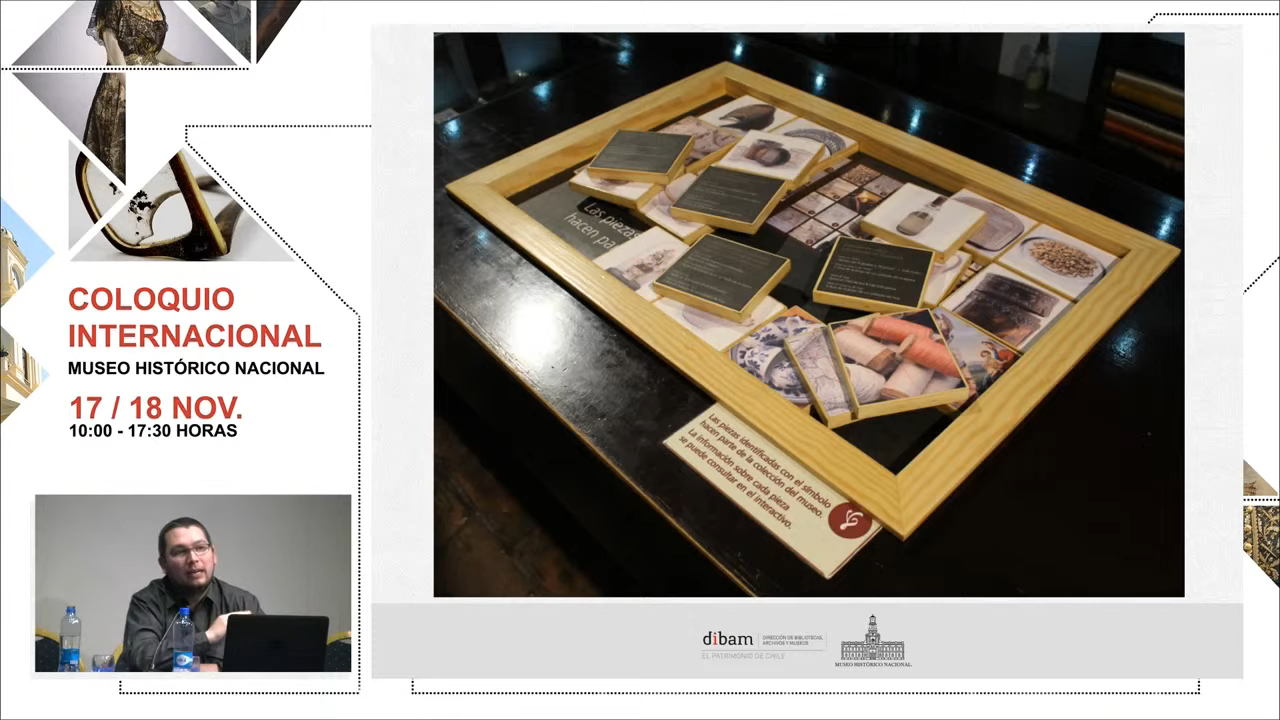 COLOQUIO
INTERNACIONAL
MUSEO HISTÓRICO NACIONAL
17 / 18 NOV.
10:00 - 17:30 HORAS
Las piezas
hacen pa
Las piezas identificadas con el símbolo
hacen parte de la colección del museo.
La información sobre cada pieza
se puede consultar en el interactivo.
dibam
DIRECCIÓN DE BIBLIOTECAS,
ARCHIVOS Y MUSEOS
EL PATRIMONIO DE CHILE
MUSEO HISTÓRICO NACIONAL